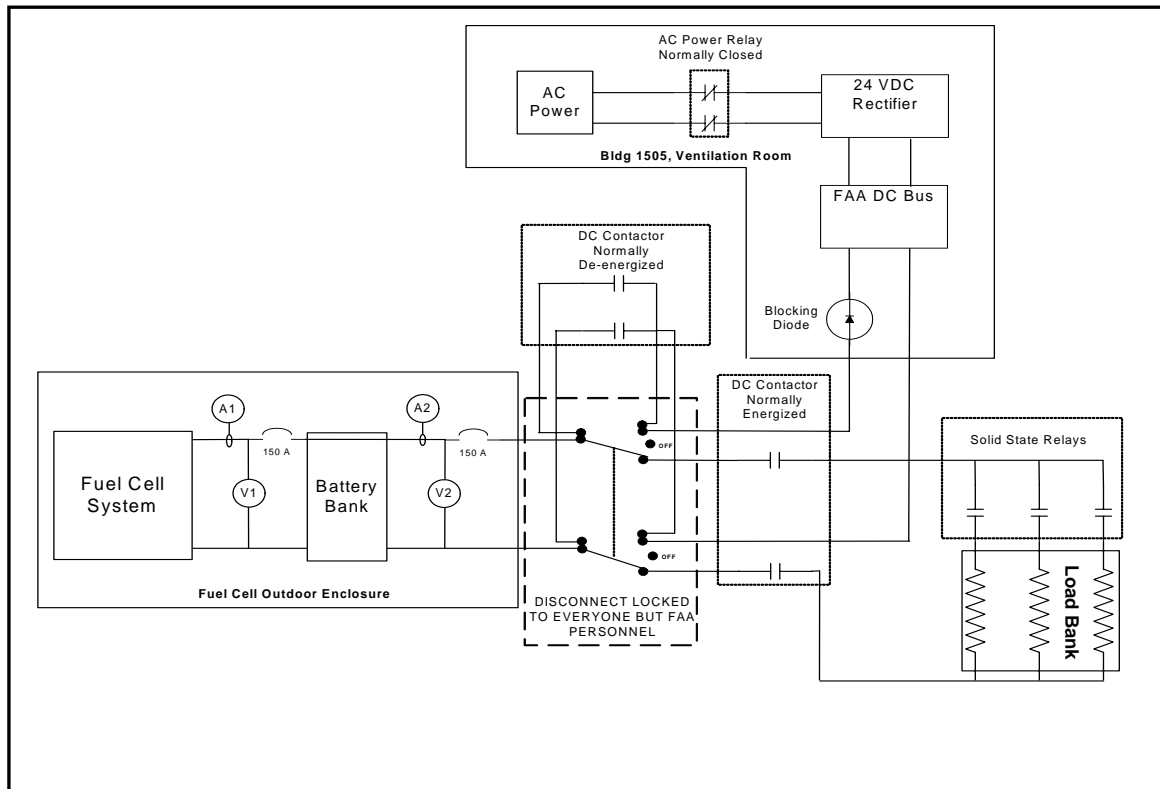 AC Power Relay
Normally Closed
AC
Power
24 VDC
Rectifier
Bldg 1505, Ventilation Room
FAA DC Bus
DC Contactor
Normally
De-energized
Blocking
Diode
DC Contactor
Normally
Energized
A1
A2
OFF
Solid State Relays
150 A
150 A
Fuel Cell
System
V1
Battery
Bank
V2
OFF
Load Bank
Fuel Cell Outdoor Enclosure
DISCONNECT LOCKED
TO EVERYONE BUT FAA
PERSONNEL